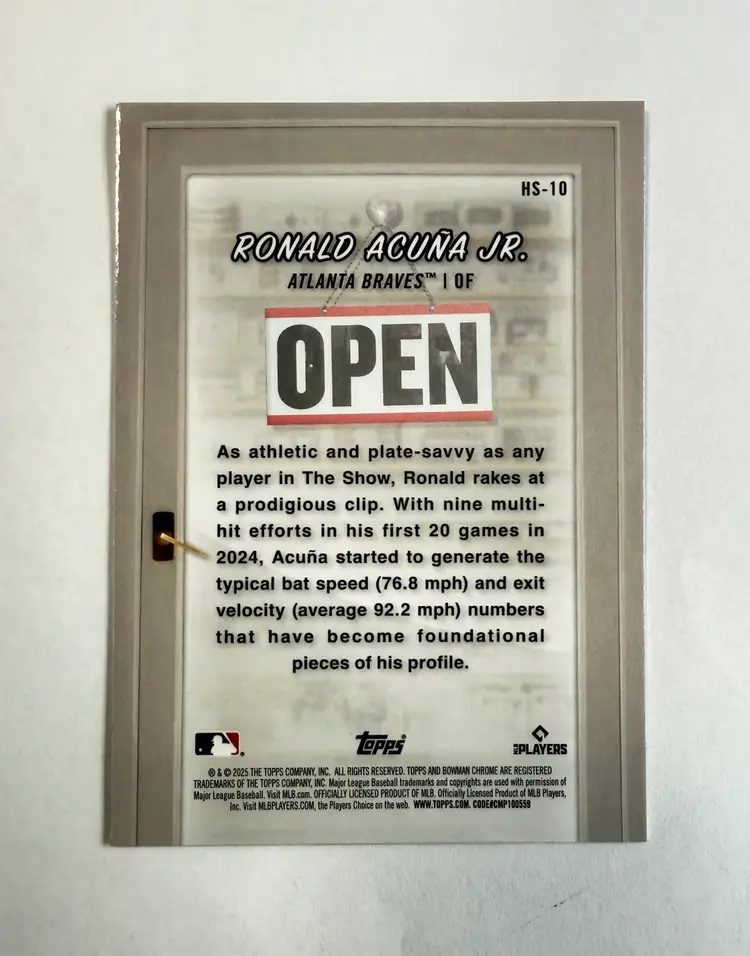 HS-10
RONALD ACUÑA JR.
ATLANTA BRAVES™ | OF
OPEN
As athletic and plate-savvy as any
player in The Show, Ronald rakes at
a prodigious clip. With nine multi-
hit efforts in his first 20 games in
2024, Acuña started to generate the
typical bat speed (76.8 mph) and exit
velocity (average 92.2 mph) numbers
that have become foundational
pieces of his profile.
Topps® MLB PLAYERS
® & © 2025 THE TOPPS COMPANY, INC. ALL RIGHTS RESERVED. TOPPS AND BOWMAN CHROME ARE REGISTERED
TRADEMARKS OF THE TOPPS COMPANY, INC. Major League Baseball trademarks and copyrights are used with permission of
Major League Baseball. Visit MLB.com. OFFICIALLY LICENSED PRODUCT OF MLB. Officially Licensed Product of MLB Players,
Inc. Visit MLBPLAYERS.COM, the Players Choice on the web. WWW.TOPPS.COM. CODE#CMP100559